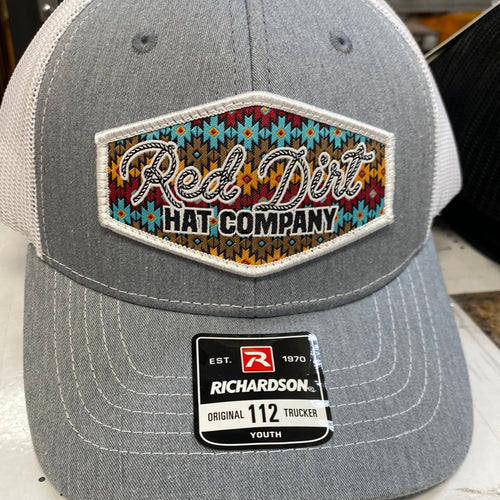 Red Dirt
HAT COMPANY
EST. R 1970
RICHARDSON
ORIGINAL 112 TRUCKER
YOUTH